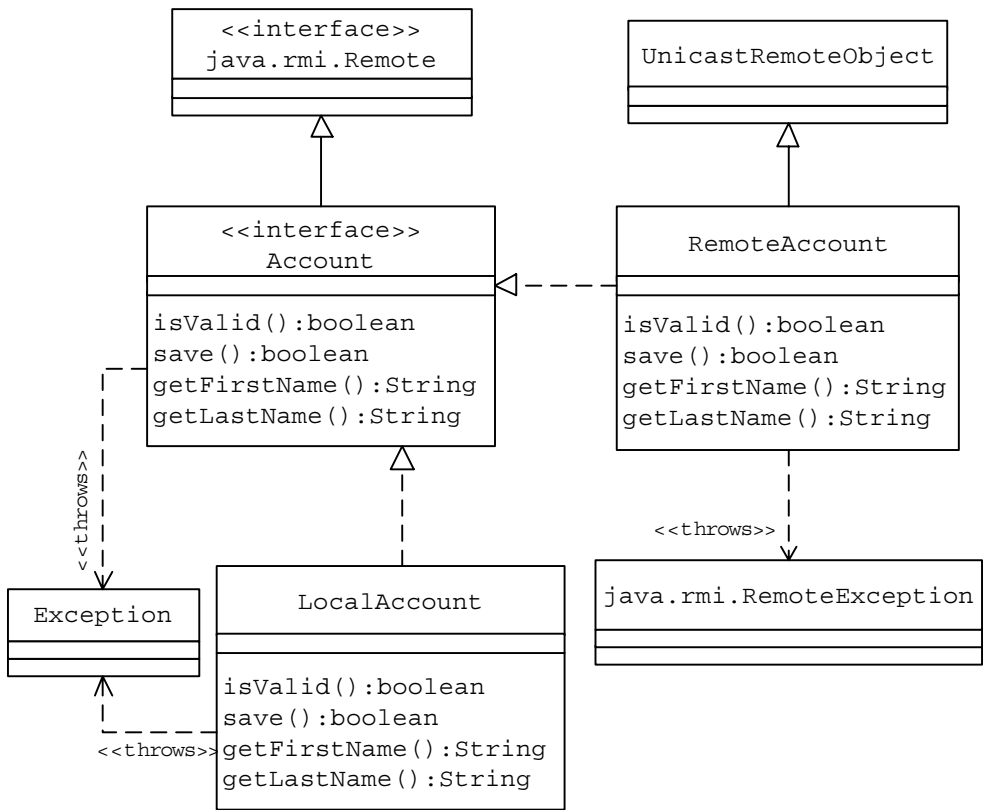 <<interface>>
java.rmi.Remote
UnicastRemoteObject
<<interface>>
Account
isValid():boolean
save():boolean
getFirstName():String
getLastName():String
RemoteAccount
isValid():boolean
save():boolean
getFirstName():String
getLastName():String
<<throws>>
<<throws>>
Exception
LocalAccount
isValid():boolean
save():boolean
getFirstName():String
getLastName():String
<<throws>>
java.rmi.RemoteException